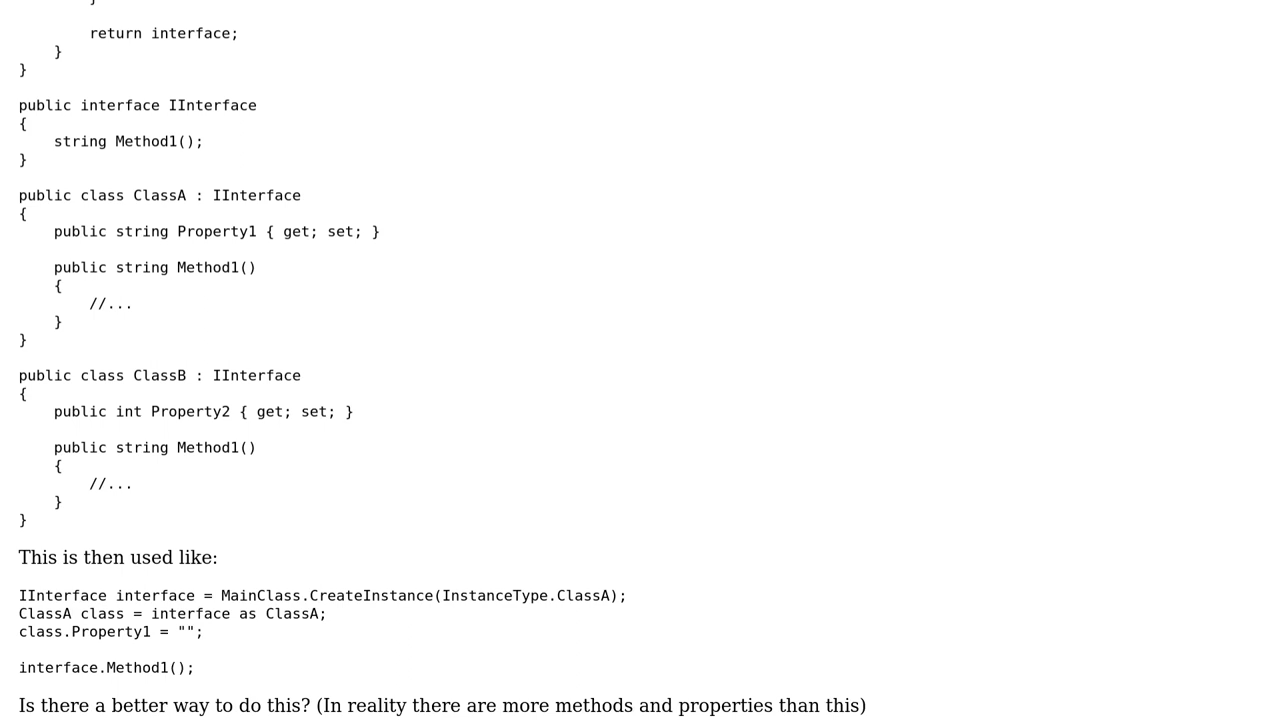 }
return interface;
}
}
public interface IInterface
{
string Method1();
}
public class ClassA : IInterface
{
public string Property1 { get; set; }
public string Method1()
{
//...
}
}
public class ClassB : IInterface
{
public int Property2 { get; set; }
public string Method1()
{
//...
}
}
This is then used like:
IInterface interface = MainClass.CreateInstance(InstanceType.ClassA);
ClassA class = interface as ClassA;
class.Property1 = "";
interface.Method1();
Is there a better way to do this? (In reality there are more methods and properties than this)